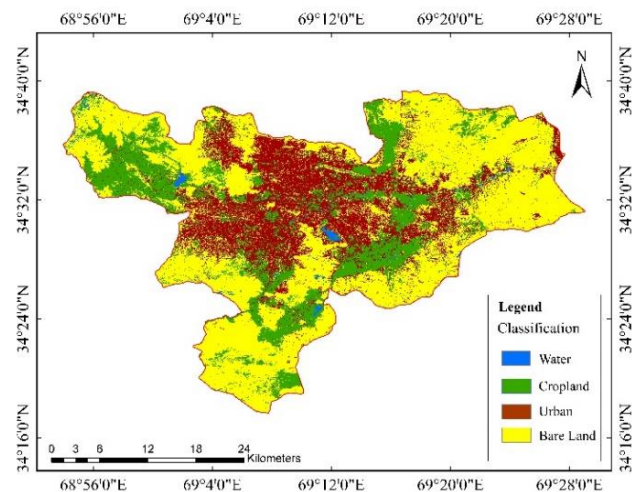 68°56'0"E 69°4'0"E 69°12'0"E 69°20'0"E 69°28'0"E
34°40'0"N 34°40'0"N
N
34°32'0"N 34°32'0"N
34°24'0"N 34°24'0"N
Legend
Classification
Water
Cropland
Urban
Bare Land
34°16'0"N 34°16'0"N
0 3 6 12 18 24
Kilometers
68°56'0"E 69°4'0"E 69°12'0"E 69°20'0"E 69°28'0"E